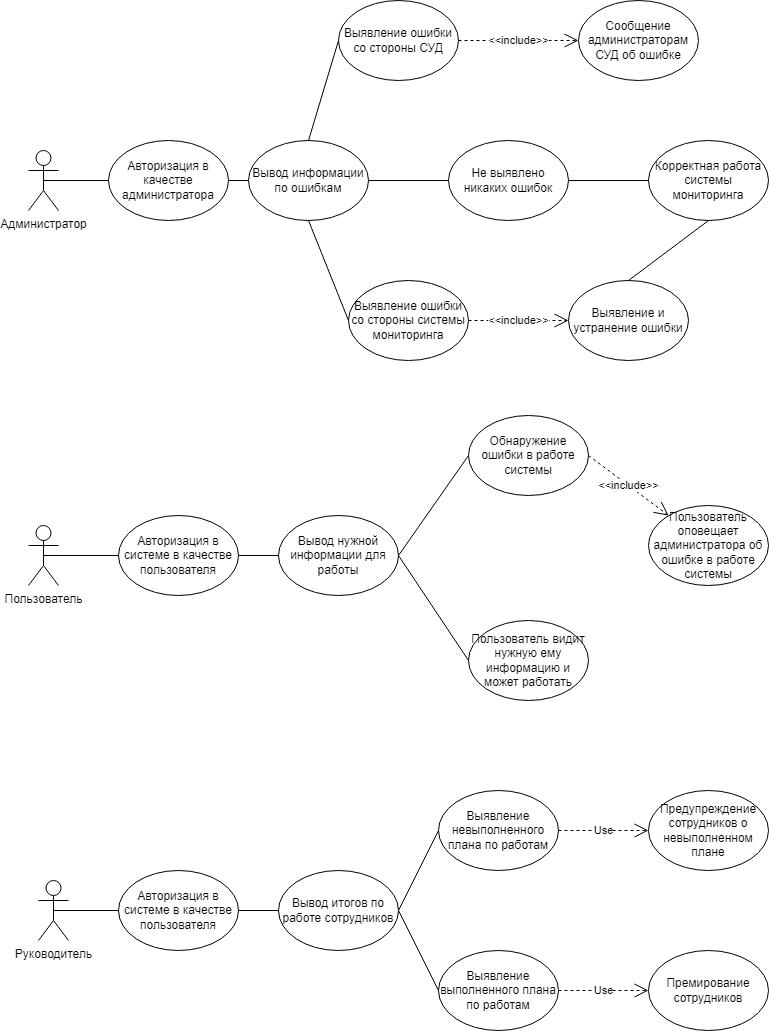 Выявление ошибки
со стороны СУД
<<include>>
Сообщение
администраторам
СУД об ошибке
Администратор
Авторизация в
качестве
администратора
Вывод информации
по ошибкам
Не выявлено
никаких ошибок
Корректная работа
системы
мониторинга
Выявление ошибки
со стороны системы
мониторинга
<<include>>
Выявление и
устранение ошибки
Обнаружение
ошибки в работе
системы
<<include>>
Пользователь
оповещает
администратора об
ошибке в работе
системы
Пользователь
Авторизация в
системе в качестве
пользователя
Вывод нужной
информации для
работы
Пользователь видит
нужную ему
информацию и
может работать
Выявление
невыполненного
плана по работам
Use
Предупреждение
сотрудников о
невыполненном
плане
Руководитель
Авторизация в
системе в качестве
пользователя
Вывод итогов по
работе сотрудников
Выявление
выполненного плана
по работам
Use
Премирование
сотрудников